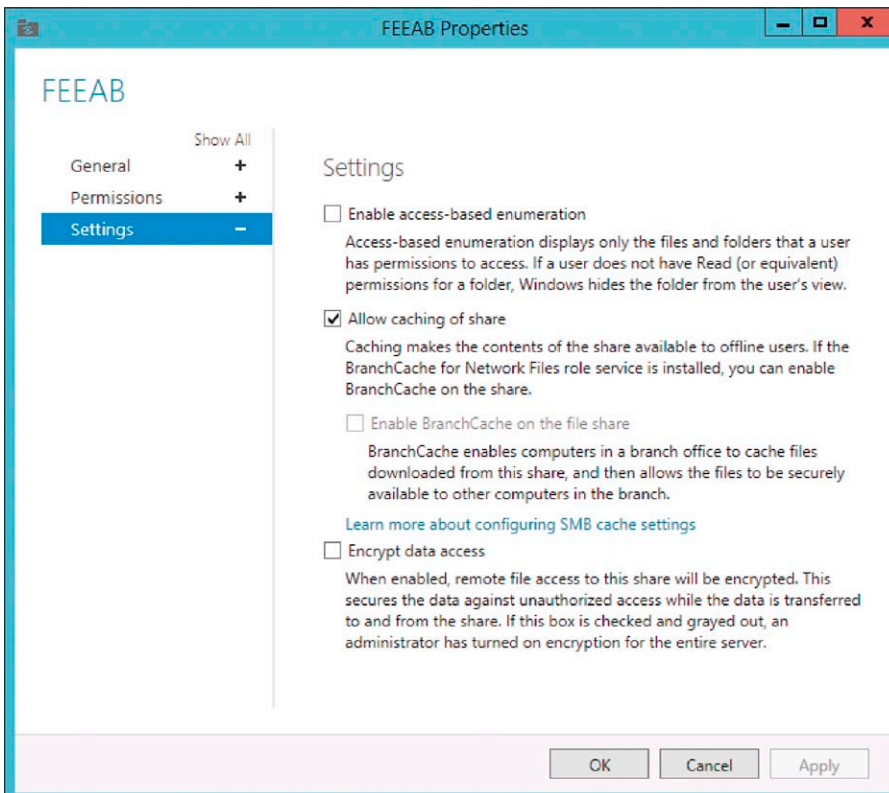 FEEAB Properties
FEEAB
Show All
General
Permissions
Settings
Settings
Enable access-based enumeration
Access-based enumeration displays only the files and folders that a user
has permissions to access. If a user does not have Read (or equivalent)
permissions for a folder, Windows hides the folder from the user's view.
Allow caching of share
Caching makes the contents of the share available to offline users. If the
BranchCache for Network Files role service is installed, you can enable
BranchCache on the share.
Enable BranchCache on the file share
BranchCache enables computers in a branch office to cache files
downloaded from this share, and then allows the files to be securely
available to other computers in the branch.
Learn more about configuring SMB cache settings
Encrypt data access
When enabled, remote file access to this share will be encrypted. This
secures the data against unauthorized access while the data is transferred
to and from the share. If this box is checked and grayed out, an
administrator has turned on encryption for the entire server.
OK Cancel Apply